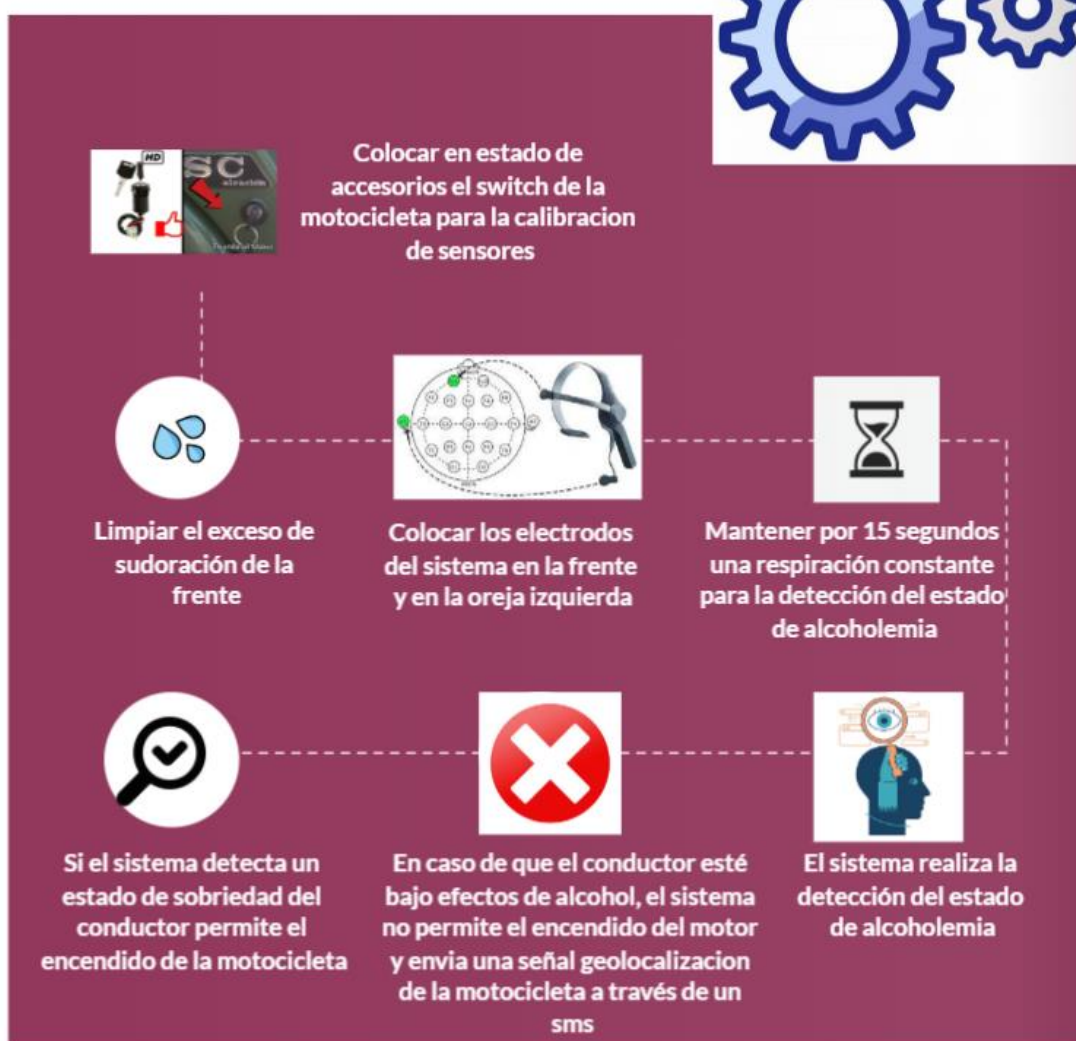 HD
SC
Colocar en estado de
accesorios el switch de la
motocicleta para la calibracion
de sensores
Limpiar el exceso de
sudoración de la
frente
Colocar los electrodos
del sistema en la frente
y en la oreja izquierda
Mantener por 15 segundos
una respiración constante
para la detección del estado
de alcoholemia
Si el sistema detecta un
estado de sobriedad del
conductor permite el
encendido de la motocicleta
En caso de que el conductor esté
bajo efectos de alcohol, el sistema
no permite el encendido del motor
y envia una señal geolocalizacion
de la motocicleta a través de un
sms
El sistema realiza la
detección del estado
de alcoholemia